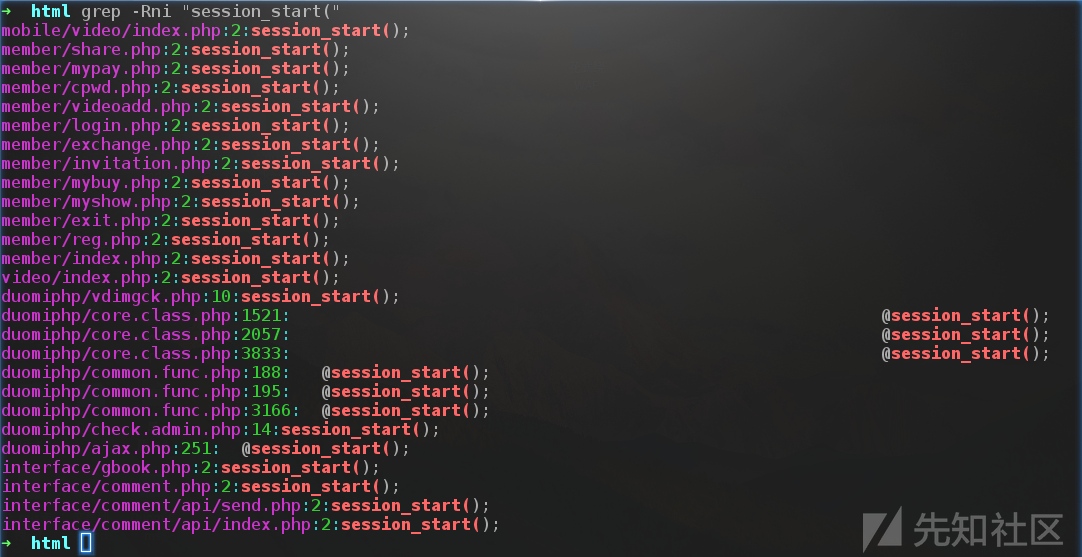 ➜  html grep -Rni "session_start("
mobile/video/index.php:2:session_start();
member/share.php:2:session_start();
member/mypay.php:2:session_start();
member/cpwd.php:2:session_start();
member/videoadd.php:2:session_start();
member/login.php:2:session_start();
member/exchange.php:2:session_start();
member/invitation.php:2:session_start();
member/mybuy.php:2:session_start();
member/myshow.php:2:session_start();
member/exit.php:2:session_start();
member/reg.php:2:session_start();
member/index.php:2:session_start();
video/index.php:2:session_start();
duomiphp/vdimgck.php:10:session_start();
duomiphp/core.class.php:1521: @session_start();
duomiphp/core.class.php:2057: @session_start();
duomiphp/core.class.php:3833: @session_start();
duomiphp/common.func.php:188: @session_start();
duomiphp/common.func.php:195: @session_start();
duomiphp/common.func.php:3166: @session_start();
duomiphp/check.admin.php:14:session_start();
duomiphp/ajax.php:251: @session_start();
interface/gbook.php:2:session_start();
interface/comment.php:2:session_start();
interface/comment/api/send.php:2:session_start();
interface/comment/api/index.php:2:session_start();
➜  html
先知社区